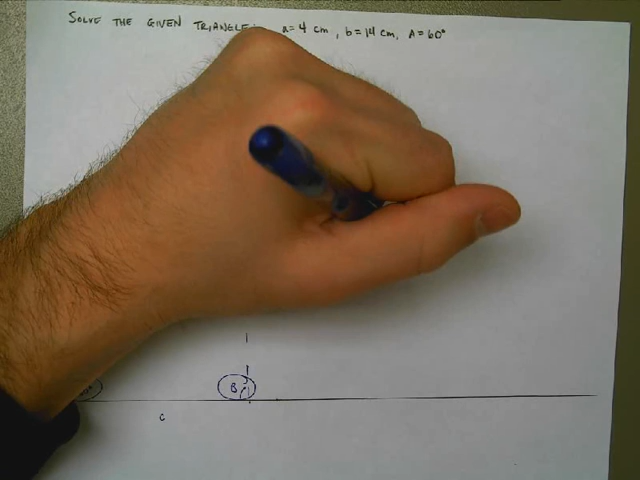 SOLVE THE GIVEN TRIANGLE: a = 4 cm, b = 14 cm, A = 60°
B
c